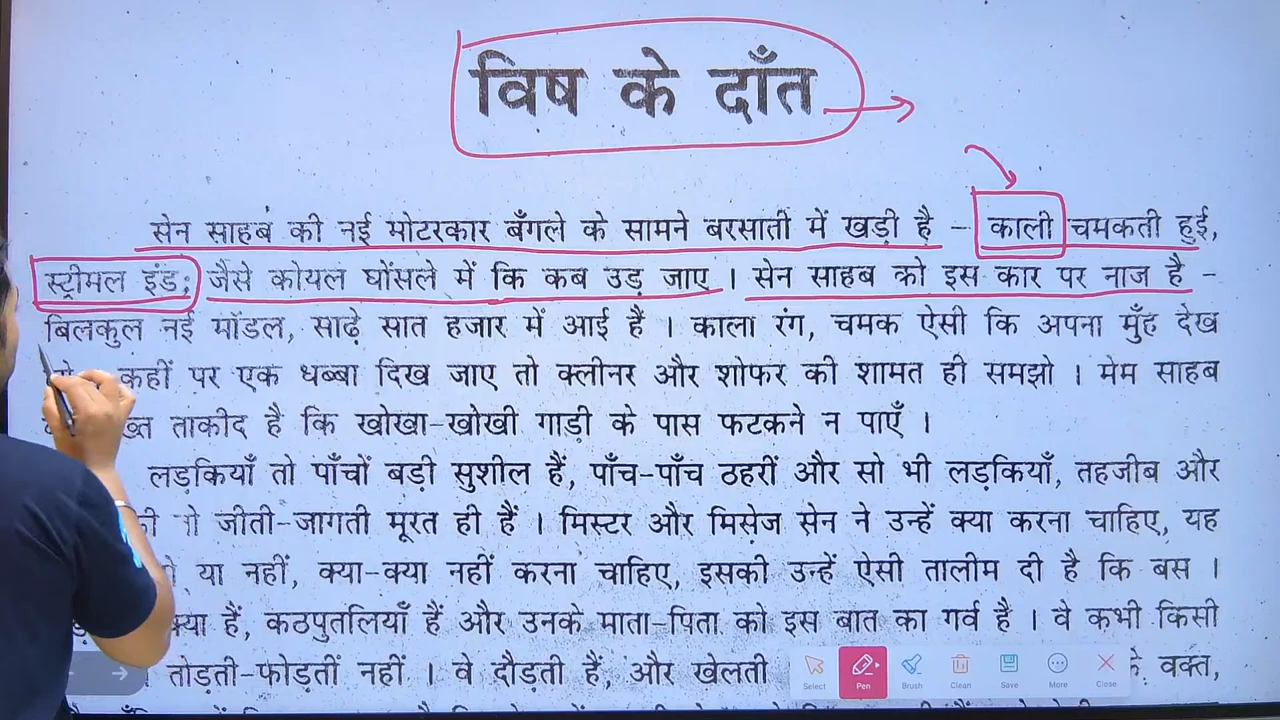 विष के दाँत
सेन साहब की नई मोटरकार बँगले के सामने बरसाती में खड़ी है – काली चमकती हुई,
स्ट्रीमल इंड; जैसे कोयल घोंसले में कि कब उड़ जाए । सेन साहब को इस कार पर नाज है –
बिलकुल नई मॉडल, साढ़े सात हजार में आई है । काला रंग, चमक ऐसी कि अपना मुँह देख
कहीं पर एक धब्बा दिख जाए तो क्लीनर और शोफर की शामत ही समझो । मेम साहब
ताकीद है कि खोखा-खोखी गाड़ी के पास फटकने न पाएँ ।
लड़कियाँ तो पाँचों बड़ी सुशील हैं, पाँच-पाँच ठहरीं और सो भी लड़कियाँ, तहजीब और
जीती-जागती मूरत ही हैं । मिस्टर और मिसेज सेन ने उन्हें क्या करना चाहिए, यह
या नहीं, क्या-क्या नहीं करना चाहिए, इसकी उन्हें ऐसी तालीम दी है कि बस ।
क्या हैं, कठपुतलियाँ हैं और उनके माता-पिता को इस बात का गर्व है । वे कभी किसी
तोड़ती-फोड़तीं नहीं । वे दौड़ती हैं, और खेलती वक्त,
Select Pen Brush Clean Save More Close